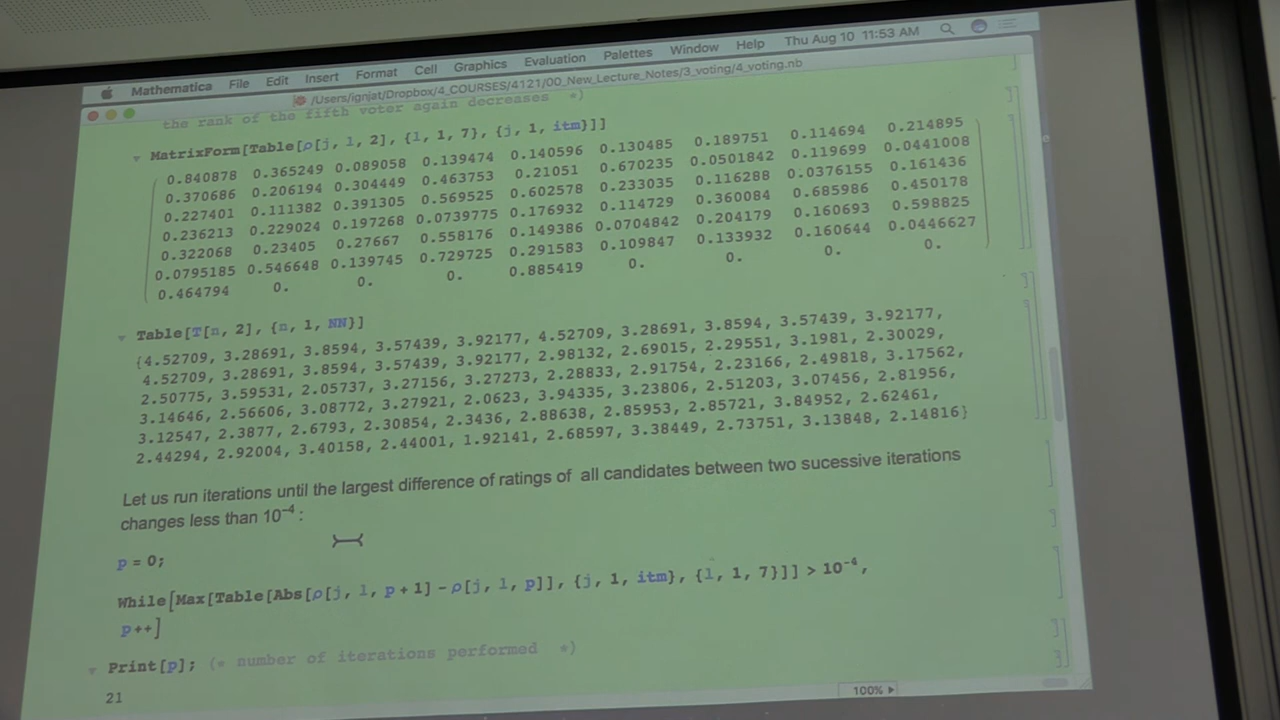 Mathematica File Edit Insert Format Cell Graphics Evaluation Palettes Window Help Thu Aug 10 11:53 AM
/Users/ignjat/Dropbox/4_COURSES/4121/00_New_Lecture_Notes/3_voting/4_voting.nb
the rank of the fifth voter again decreases *)
MatrixForm[Table[ρ[j, l, 2], {l, 1, 7}, {j, 1, itm}]]
0.840878 0.365249 0.089058 0.139474 0.140596 0.130485 0.189751 0.114694 0.214895
0.370686 0.206194 0.304449 0.463753 0.21051 0.670235 0.0501842 0.119699 0.0441008
0.227401 0.111382 0.391305 0.569525 0.602578 0.233035 0.116288 0.0376155 0.161436
0.236213 0.229024 0.197268 0.0739775 0.176932 0.114729 0.360084 0.685986 0.450178
0.322068 0.23405 0.27667 0.558176 0.149386 0.0704842 0.204179 0.160693 0.598825
0.0795185 0.546648 0.139745 0.729725 0.291583 0.109847 0.133932 0.160644 0.0446627
0.464794 0. 0. 0. 0.885419 0. 0. 0. 0.
Table[T[n, 2], {n, 1, NN}]
{4.52709, 3.28691, 3.8594, 3.57439, 3.92177, 4.52709, 3.28691, 3.8594, 3.57439, 3.92177,
4.52709, 3.28691, 3.8594, 3.57439, 3.92177, 2.98132, 2.69015, 2.29551, 3.1981, 2.30029,
2.50775, 3.59531, 2.05737, 3.27156, 3.27273, 2.28833, 2.91754, 2.23166, 2.49818, 3.17562,
3.14646, 2.56606, 3.08772, 3.27921, 2.0623, 3.94335, 3.23806, 2.51203, 3.07456, 2.81956,
3.12547, 2.3877, 2.6793, 2.30854, 2.3436, 2.88638, 2.85953, 2.85721, 3.84952, 2.62461,
2.44294, 2.92004, 3.40158, 2.44001, 1.92141, 2.68597, 3.38449, 2.73751, 3.13848, 2.14816}
Let us run iterations until the largest difference of ratings of all candidates between two sucessive iterations
changes less than 10⁻⁴ :
p = 0;
While[Max[Table[Abs[ρ[j, l, p + 1] - ρ[j, l, p]], {j, 1, itm}, {l, 1, 7}]] > 10⁻⁴,
p++]
Print[p]; (* number of iterations performed *)
21
100% ▶